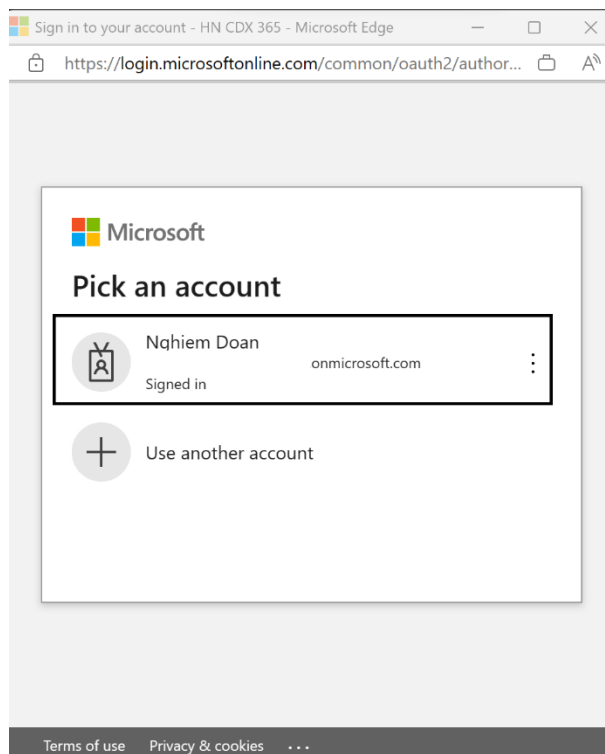 Sign in to your account - HN CDX 365 - Microsoft Edge
https://login.microsoftonline.com/common/oauth2/author...
Microsoft
Pick an account
Nghiem Doan
onmicrosoft.com
Signed in
Use another account
Terms of use Privacy & cookies ...